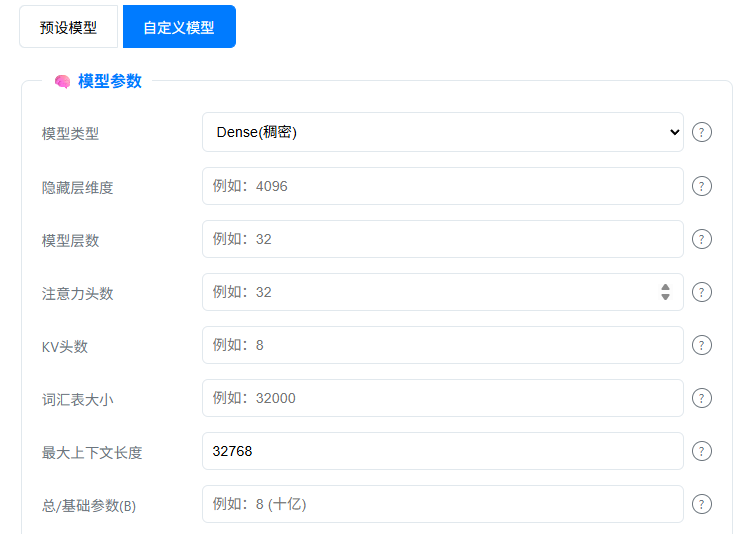 预设模型 自定义模型
🧠 模型参数
模型类型 Dense(稠密) ?
隐藏层维度 例如：4096 ?
模型层数 例如：32 ?
注意力头数 例如：32 ?
KV头数 例如：8 ?
词汇表大小 例如：32000 ?
最大上下文长度 32768 ?
总/基础参数(B) 例如：8 (十亿) ?